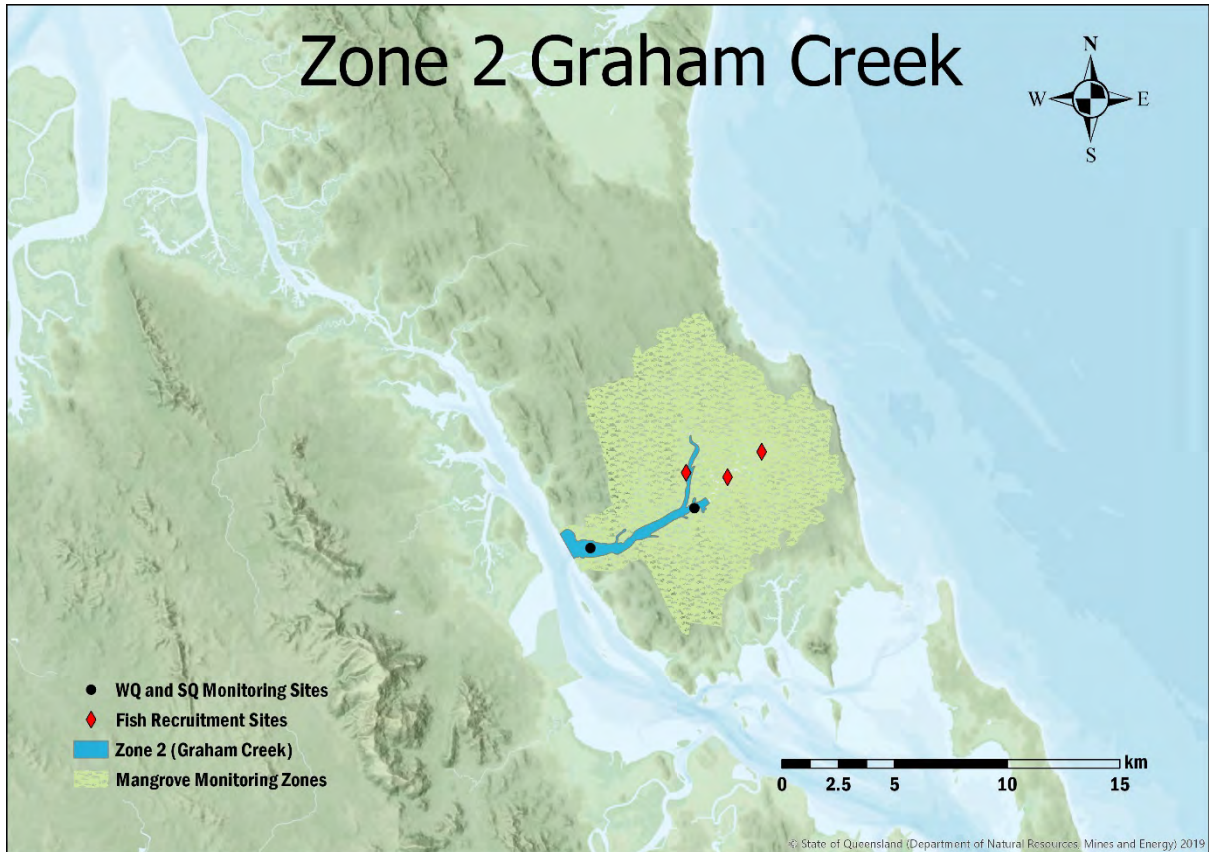 Zone 2 Graham Creek
N
W E
S
WQ and SQ Monitoring Sites
Fish Recruitment Sites
Zone 2 (Graham Creek)
Mangrove Monitoring Zones
km
0 2.5 5 10 15
© State of Queensland (Department of Natural Resources, Mines and Energy) 2019